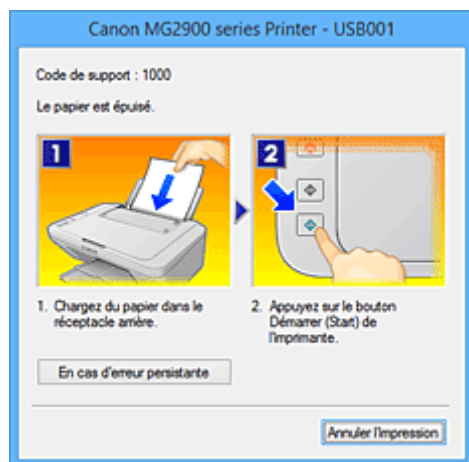 Canon MG2900 series Printer - USB001
Code de support : 1000
Le papier est épuisé.
1
2
1. Chargez du papier dans le
réceptacle arrière.
2. Appuyez sur le bouton
Démarrer (Start) de
l'imprimante.
En cas d'erreur persistante
Annuler l'impression